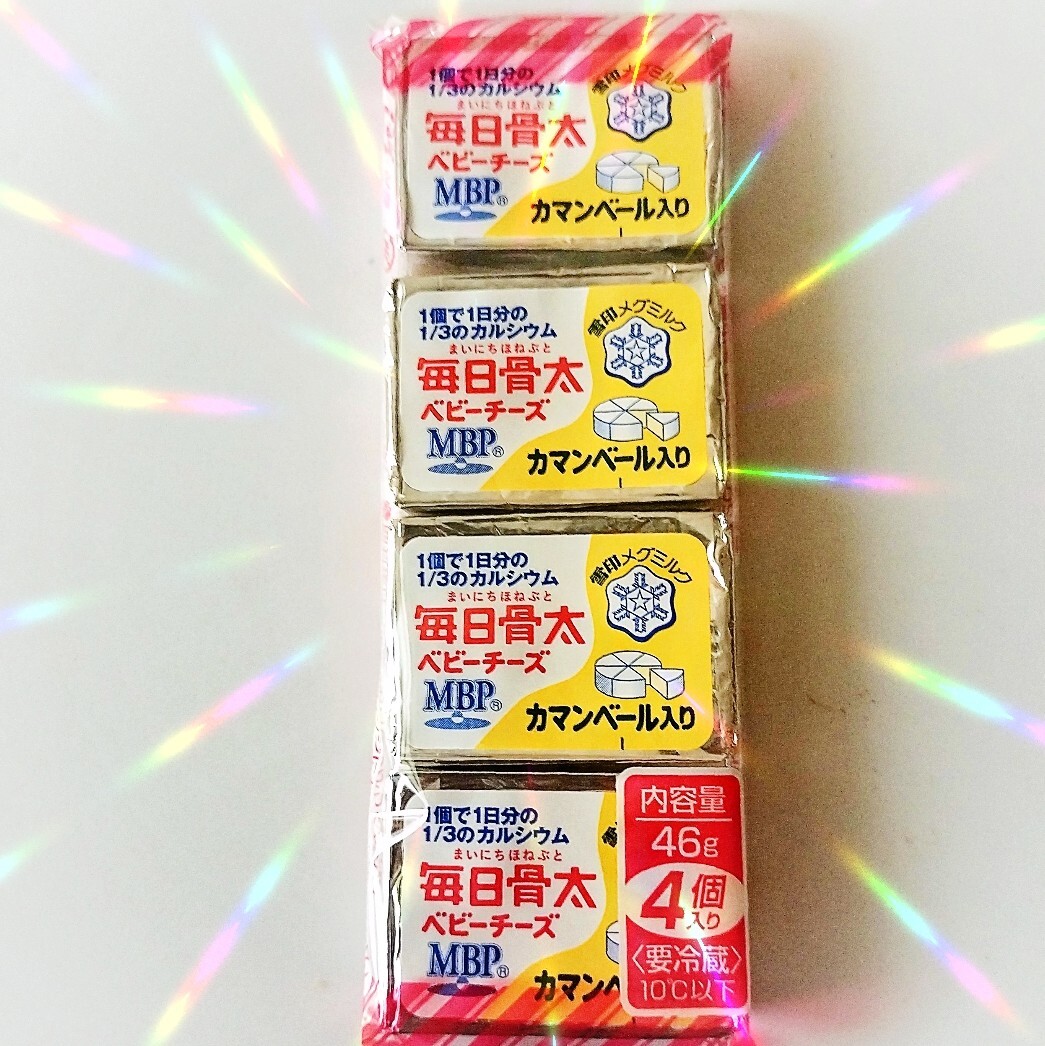 1個で1日分の
1/3のカルシウム
まいにちほねぶと
毎日骨太
ベビーチーズ
MBP®
雪印メグミルク
カマンベール入り
1個で1日分の
1/3のカルシウム
まいにちほねぶと
毎日骨太
ベビーチーズ
MBP®
雪印メグミルク
カマンベール入り
1個で1日分の
1/3のカルシウム
まいにちほねぶと
毎日骨太
ベビーチーズ
MBP®
雪印メグミルク
カマンベール入り
1個で1日分の
1/3のカルシウム
まいにちほねぶと
毎日骨太
ベビーチーズ
MBP®
カマン
内容量
46g
4個
入り
〈要冷蔵〉
10℃以下